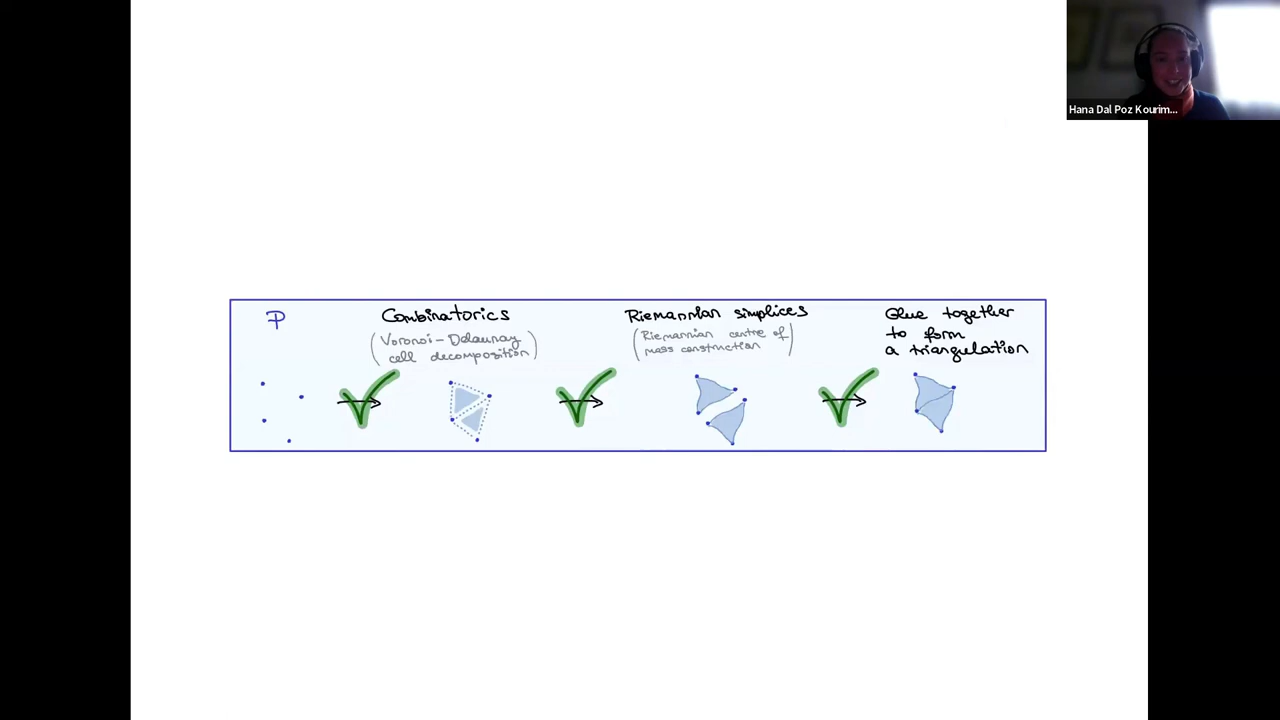 Hana Dal Poz Kourim...
P
Combinatorics
(Voronoi-Delaunay
cell decomposition)
Riemannian simplices
(Riemannian centre of
mass construction)
Glue together
to form
a triangulation